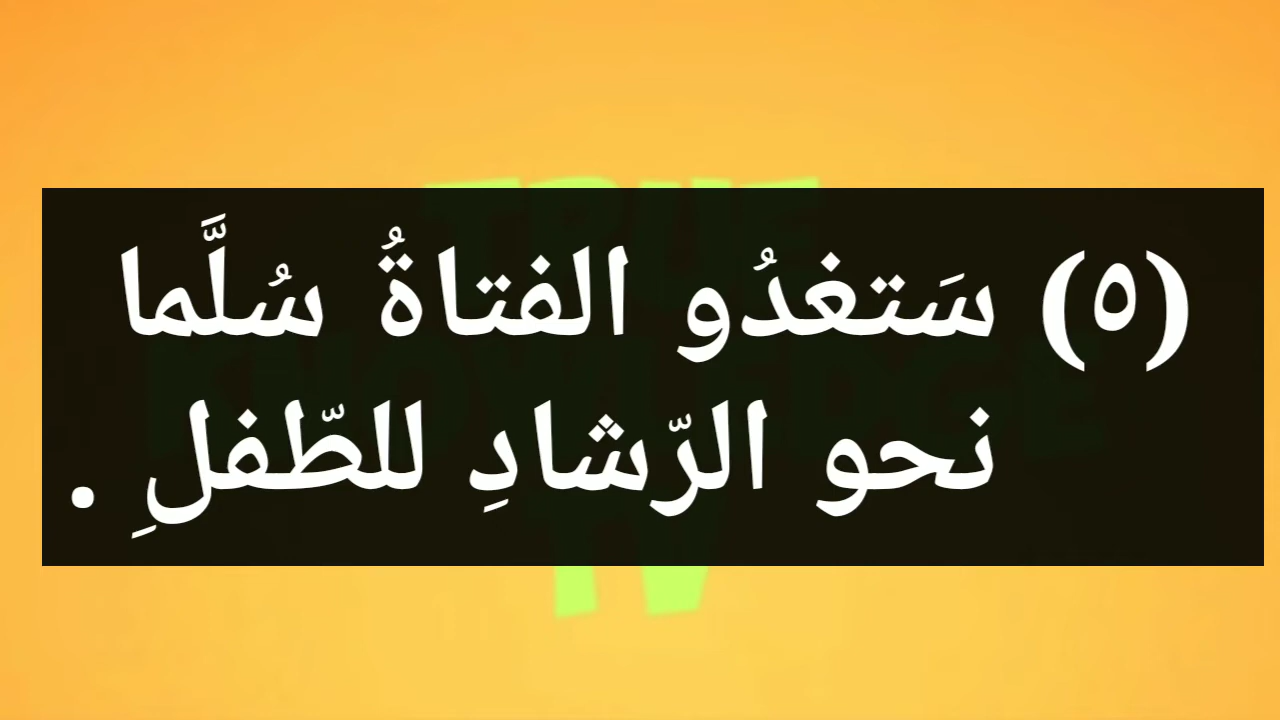 (٥) سَتغدُو الفتاةُ سُلَّما
نحو الرّشادِ للطّفلِ .